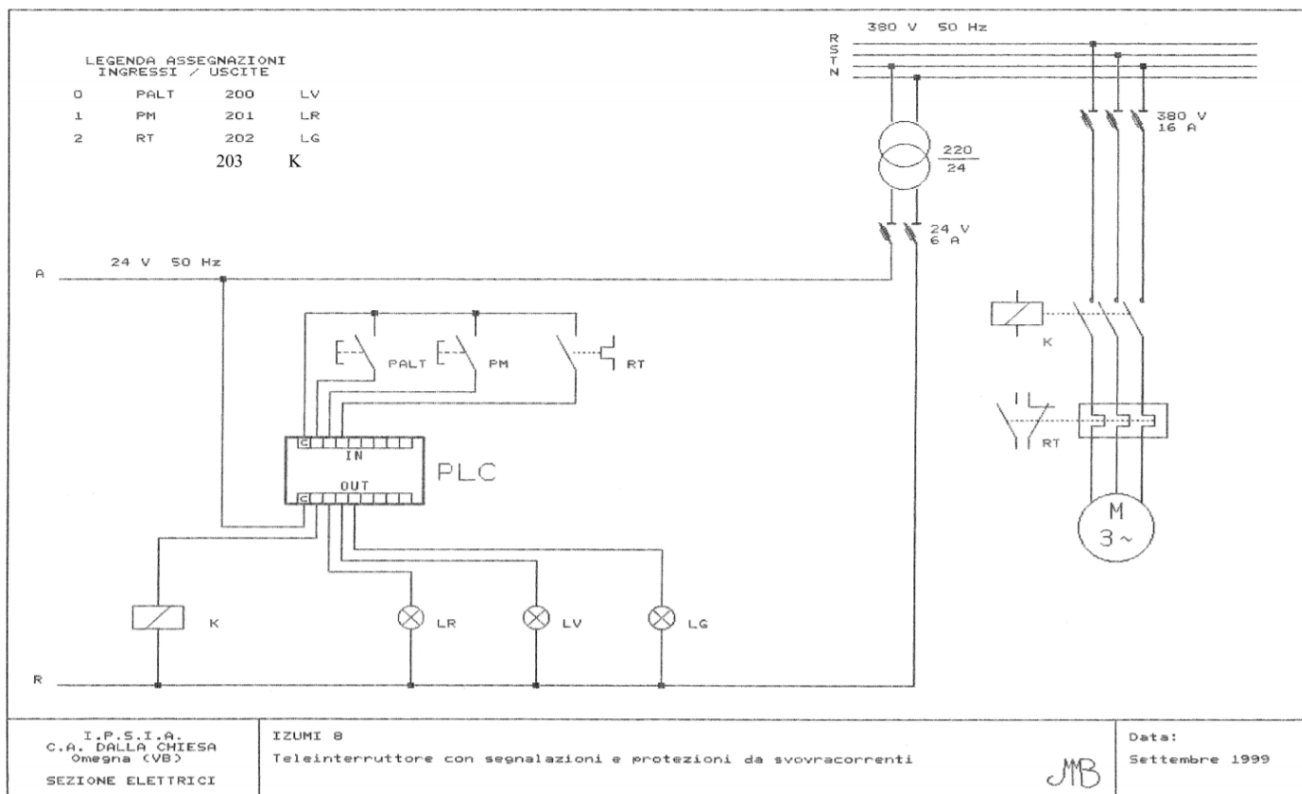 380 V 50 Hz
R
S
T
N
LEGENDA ASSEGNAZIONI
INGRESSI / USCITE
0 PALT 200 LV
1 PM 201 LR
2 RT 202 LG
203 K
380 V
16 A
220
24
24 V
6 A
A 24 V 50 Hz
PALT PM RT
K
RT
C
IN
PLC
OUT
C
M
3~
K LR LV LG
R
I.P.S.I.A.
C.A. DALLA CHIESA
Omegna (VB)
SEZIONE ELETTRICI
IZUMI 8
Teleinterruttore con segnalazioni e protezioni da svovracorrenti
MB
Data:
Settembre 1999